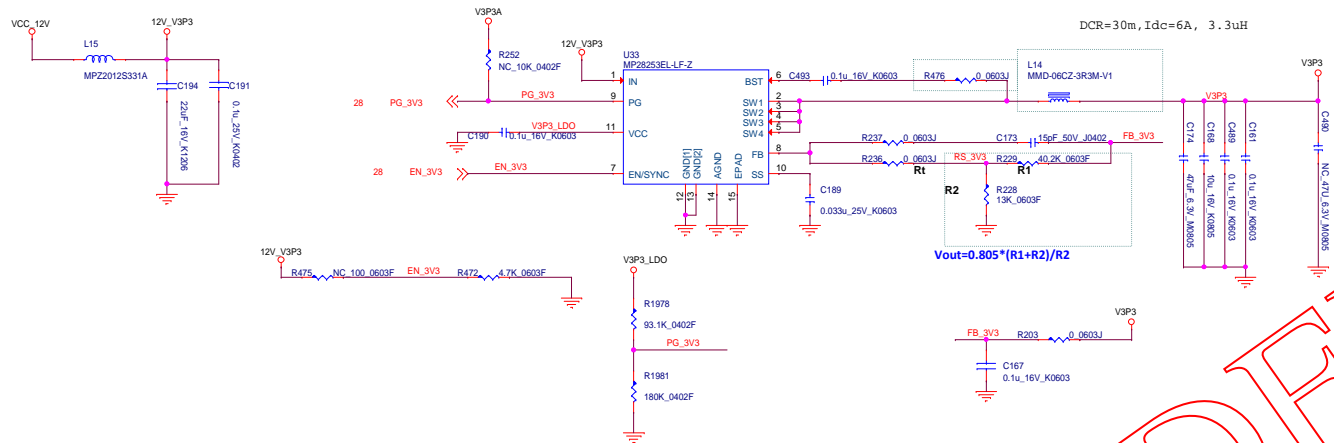 DCR=30m,Idc=6A, 3.3uH
VCC_12V
12V_V3P3
L15
MPZ2012S331A
C194
22uF_16V_K1206
C191
0.1u_25V_K0402
V3P3A
R252
NC_10K_0402F
12V_V3P3
U33
MP28253EL-LF-Z
1
IN
9
PG
11
VCC
7
EN/SYNC
28
PG_3V3
PG_3V3
V3P3_LDO
C190
0.1u_16V_K0603
28
EN_3V3
EN_3V3
BST
6
SW1
2
SW2
3
SW3
4
SW4
5
FB
8
SS
10
GND[1]
GND[2]
AGND
EPAD
12
13
14
15
C493
0.1u_16V_K0603
R476
0_0603J
L14
MMD-06CZ-3R3M-V1
V3P3
V3P3
R237
0_0603J
C173
15pF_50V_J0402
FB_3V3
R236
0_0603J
RS_3V3
R229
40.2K_0603F
Rt
R1
R2
R228
13K_0603F
C189
0.033u_25V_K0603
Vout=0.805*(R1+R2)/R2
C174
47uF_6.3V_M0805
C168
10u_16V_K0805
C489
0.1u_16V_K0603
C161
0.1u_16V_K0603
C490
NC_47U_6.3V_M0805
12V_V3P3
R475
NC_100_0603F
EN_3V3
R472
4.7K_0603F
V3P3_LDO
R1978
93.1K_0402F
PG_3V3
R1981
180K_0402F
FB_3V3
R203
0_0603J
V3P3
C167
0.1u_16V_K0603